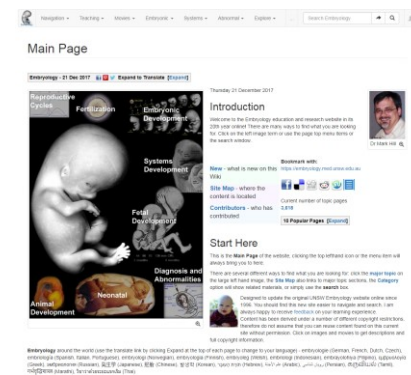 Navigation Teaching Movies Embryonic Systems Abnormal Explore
Search Embryology
Main Page
Embryology - 21 Dec 2017 Expand to Translate [Expand]
Thursday 21 December 2017
Reproductive
Cycles
Fertilization
Embryonic
Development
Systems
Development
Fetal
Development
Diagnosis and
Abnormalities
Neonatal
Animal
Development
Introduction
Welcome to the Embryology education and research website in its
20th year online! There are many ways to find what you are looking
for. Click on the left image term or use the page top menu items or
the search window.
Dr Mark Hill
New - what is new on this
Wiki
Site Map - where the
content is located
Contributors - who has
contributed
Bookmark with:
https://embryology.med.unsw.edu.au
Current number of topic pages
10 Popular Pages [Expand]
Start Here
This is the Main Page of the website, clicking the top lefthand icon or the menu item will
always bring you to here.
There are several different ways to find what you are looking for: click the major topic on
the large left hand image, the Site Map also links to major topic sections, the Category
option will show related materials, or simply use the search box.
Designed to update the original UNSW Embryology website online since
1996. You should find this new site easier to navigate and search. I am
always happy to receive feedback on your learning experience.
Content has been derived under a number of different copyright restrictions,
therefore do not assume that you can reuse content found on the current
site without permission. Click on images and movies to get descriptions and
full copyright information.
Embryology around the world (use the translate link by clicking Expand at the top of each page to change to your language - embryologie (German, French, Dutch, Czech),